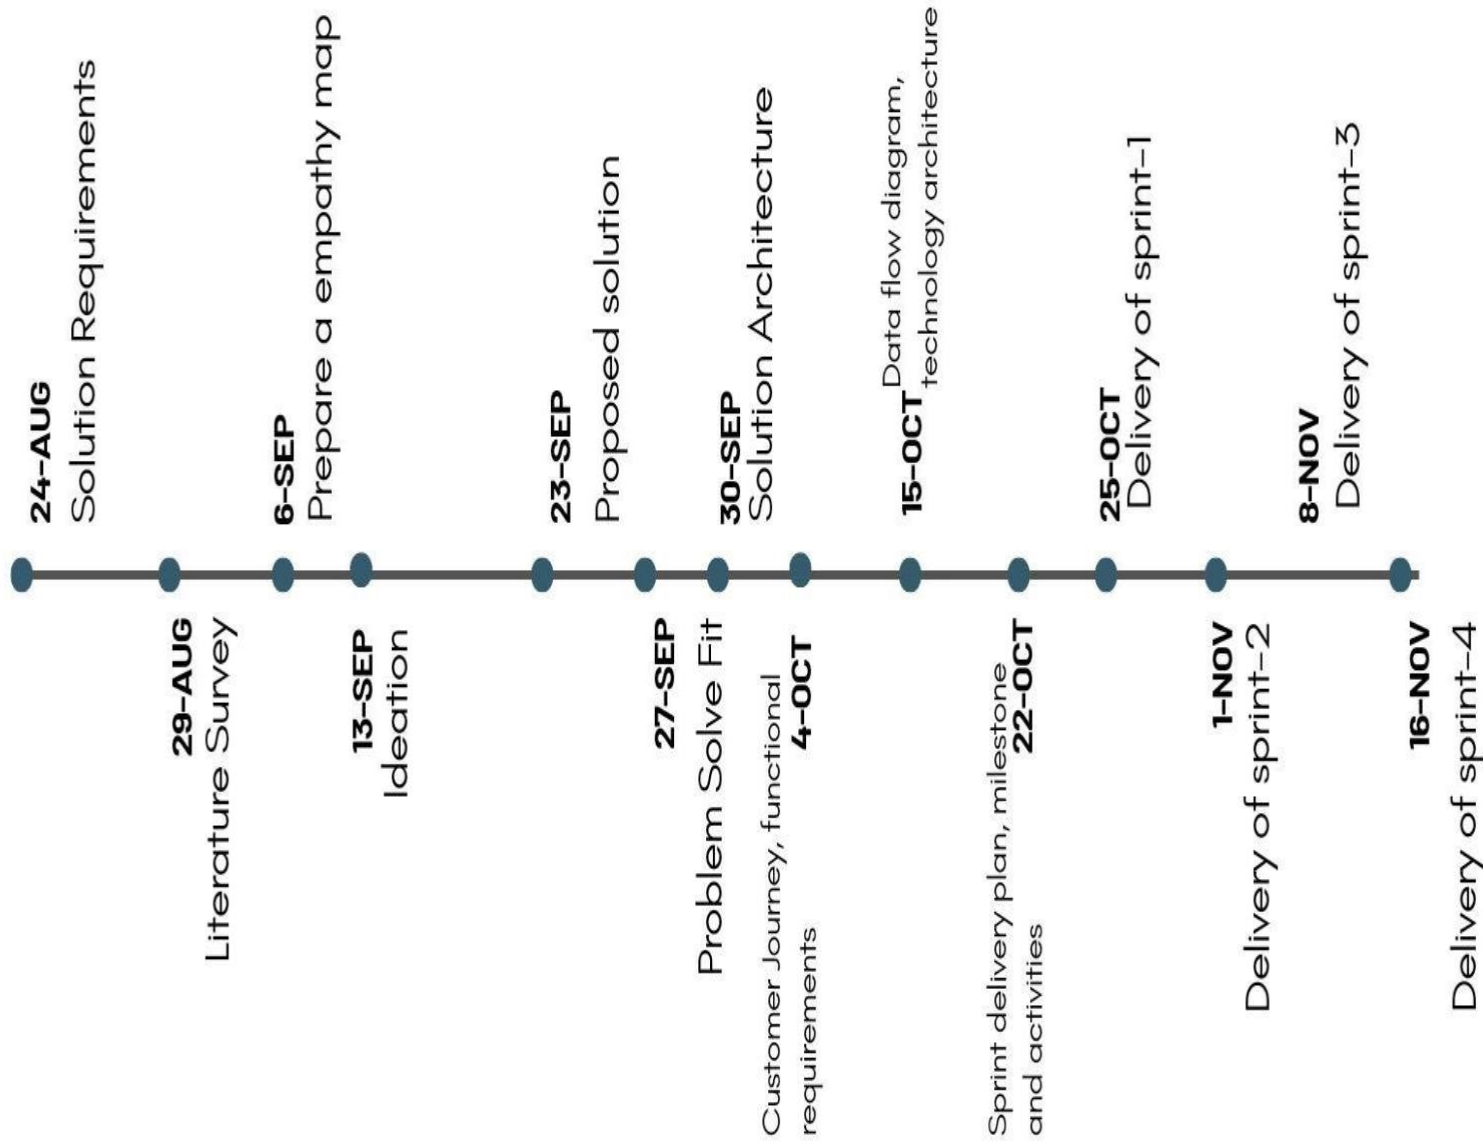 24-AUG
Solution Requirements
29-AUG
Literature Survey
6-SEP
Prepare a empathy map
13-SEP
Ideation
23-SEP
Proposed solution
27-SEP
Problem Solve Fit
30-SEP
Solution Architecture
4-OCT
Customer Journey, functional
requirements
15-OCT
Data flow diagram,
technology architecture
22-OCT
Sprint delivery plan, milestone
and activities
25-OCT
Delivery of sprint-1
1-NOV
Delivery of sprint-2
8-NOV
Delivery of sprint-3
16-NOV
Delivery of sprint-4